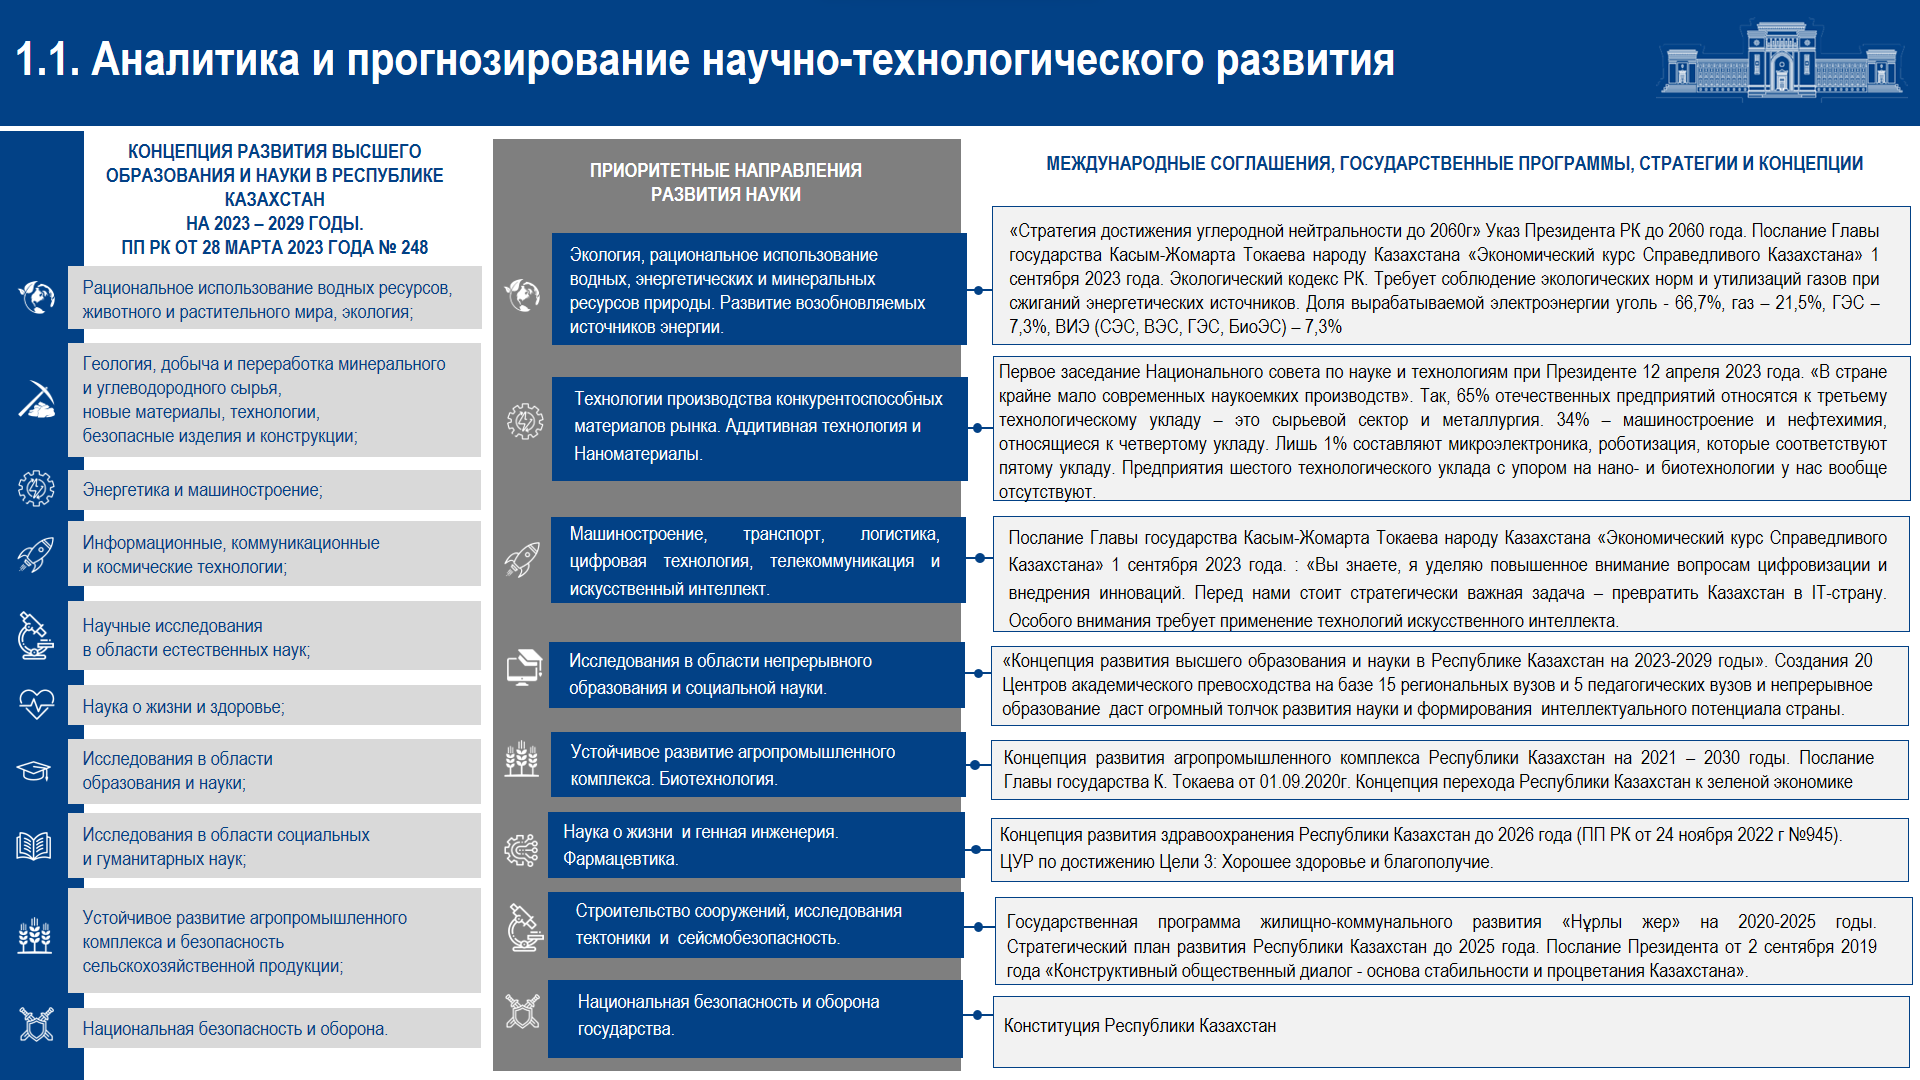 1.1. Аналитика и прогнозирование научно-технологического развития
КОНЦЕПЦИЯ РАЗВИТИЯ ВЫСШЕГО
ОБРАЗОВАНИЯ И НАУКИ В РЕСПУБЛИКЕ
КАЗАХСТАН
НА 2023 – 2029 ГОДЫ.
ПП РК ОТ 28 МАРТА 2023 ГОДА № 248
Рациональное использование водных ресурсов,
животного и растительного мира, экология;
Геология, добыча и переработка минерального
и углеводородного сырья,
новые материалы, технологии,
безопасные изделия и конструкции;
Энергетика и машиностроение;
Информационные, коммуникационные
и космические технологии;
Научные исследования
в области естественных наук;
Наука о жизни и здоровье;
Исследования в области
образования и науки;
Исследования в области социальных
и гуманитарных наук;
Устойчивое развитие агропромышленного
комплекса и безопасность
сельскохозяйственной продукции;
Национальная безопасность и оборона.
ПРИОРИТЕТНЫЕ НАПРАВЛЕНИЯ
РАЗВИТИЯ НАУКИ
Экология, рациональное использование
водных, энергетических и минеральных
ресурсов природы. Развитие возобновляемых
источников энергии.
Технологии производства конкурентоспособных
материалов рынка. Аддитивная технология и
Наноматериалы.
Машиностроение, транспорт, логистика,
цифровая технология, телекоммуникация и
искусственный интеллект.
Исследования в области непрерывного
образования и социальной науки.
Устойчивое развитие агропромышленного
комплекса. Биотехнология.
Наука о жизни и генная инженерия.
Фармацевтика.
Строительство сооружений, исследования
тектоники и сейсмобезопасность.
Национальная безопасность и оборона
государства.
МЕЖДУНАРОДНЫЕ СОГЛАШЕНИЯ, ГОСУДАРСТВЕННЫЕ ПРОГРАММЫ, СТРАТЕГИИ И КОНЦЕПЦИИ
«Стратегия достижения углеродной нейтральности до 2060г» Указ Президента РК до 2060 года. Послание Главы
государства Касым-Жомарта Токаева народу Казахстана «Экономический курс Справедливого Казахстана» 1
сентября 2023 года. Экологический кодекс РК. Требует соблюдение экологических норм и утилизаций газов при
сжиганий энергетических источников. Доля вырабатываемой электроэнергии уголь - 66,7%, газ – 21,5%, ГЭС –
7,3%, ВИЭ (СЭС, ВЭС, ГЭС, БиоЭС) – 7,3%
Первое заседание Национального совета по науке и технологиям при Президенте 12 апреля 2023 года. «В стране
крайне мало современных наукоемких производств». Так, 65% отечественных предприятий относятся к третьему
технологическому укладу – это сырьевой сектор и металлургия. 34% – машиностроение и нефтехимия,
относящиеся к четвертому укладу. Лишь 1% составляют микроэлектроника, роботизация, которые соответствуют
пятому укладу. Предприятия шестого технологического уклада с упором на нано- и биотехнологии у нас вообще
отсутствуют.
Послание Главы государства Касым-Жомарта Токаева народу Казахстана «Экономический курс Справедливого
Казахстана» 1 сентября 2023 года. : «Вы знаете, я уделяю повышенное внимание вопросам цифровизации и
внедрения инноваций. Перед нами стоит стратегически важная задача – превратить Казахстан в IT-страну.
Особого внимания требует применение технологий искусственного интеллекта.
«Концепция развития высшего образования и науки в Республике Казахстан на 2023-2029 годы». Создания 20
Центров академического превосходства на базе 15 региональных вузов и 5 педагогических вузов и непрерывное
образование даст огромный толчок развития науки и формирования интеллектуального потенциала страны.
Концепция развития агропромышленного комплекса Республики Казахстан на 2021 – 2030 годы. Послание
Главы государства К. Токаева от 01.09.2020г. Концепция перехода Республики Казахстан к зеленой экономике
Концепция развития здравоохранения Республики Казахстан до 2026 года (ПП РК от 24 ноября 2022 г №945).
ЦУР по достижению Цели 3: Хорошее здоровье и благополучие.
Государственная программа жилищно-коммунального развития «Нұрлы жер» на 2020-2025 годы.
Стратегический план развития Республики Казахстан до 2025 года. Послание Президента от 2 сентября 2019
года «Конструктивный общественный диалог - основа стабильности и процветания Казахстана».
Конституция Республики Казахстан